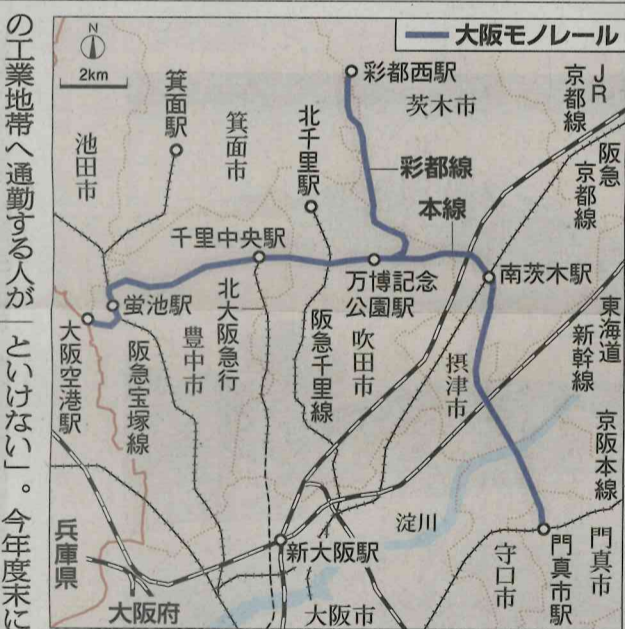 の工業地帯へ通勤する人が
といけない」。今年度末に
N
2km
大阪モノレール
彩都西駅
茨木市
JR
京都線
阪急
京都線
箕面駅
箕面市
北千里駅
池田市
彩都線
本線
千里中央駅
万博記念
公園駅
南茨木駅
蛍池駅
大阪空港駅
阪急宝塚線
豊中市
北大阪急行
阪急千里線
吹田市
摂津市
東海道
新幹線
京阪本線
淀川
新大阪駅
守口市
門真市駅
門真市
兵庫県
大阪府
大阪市